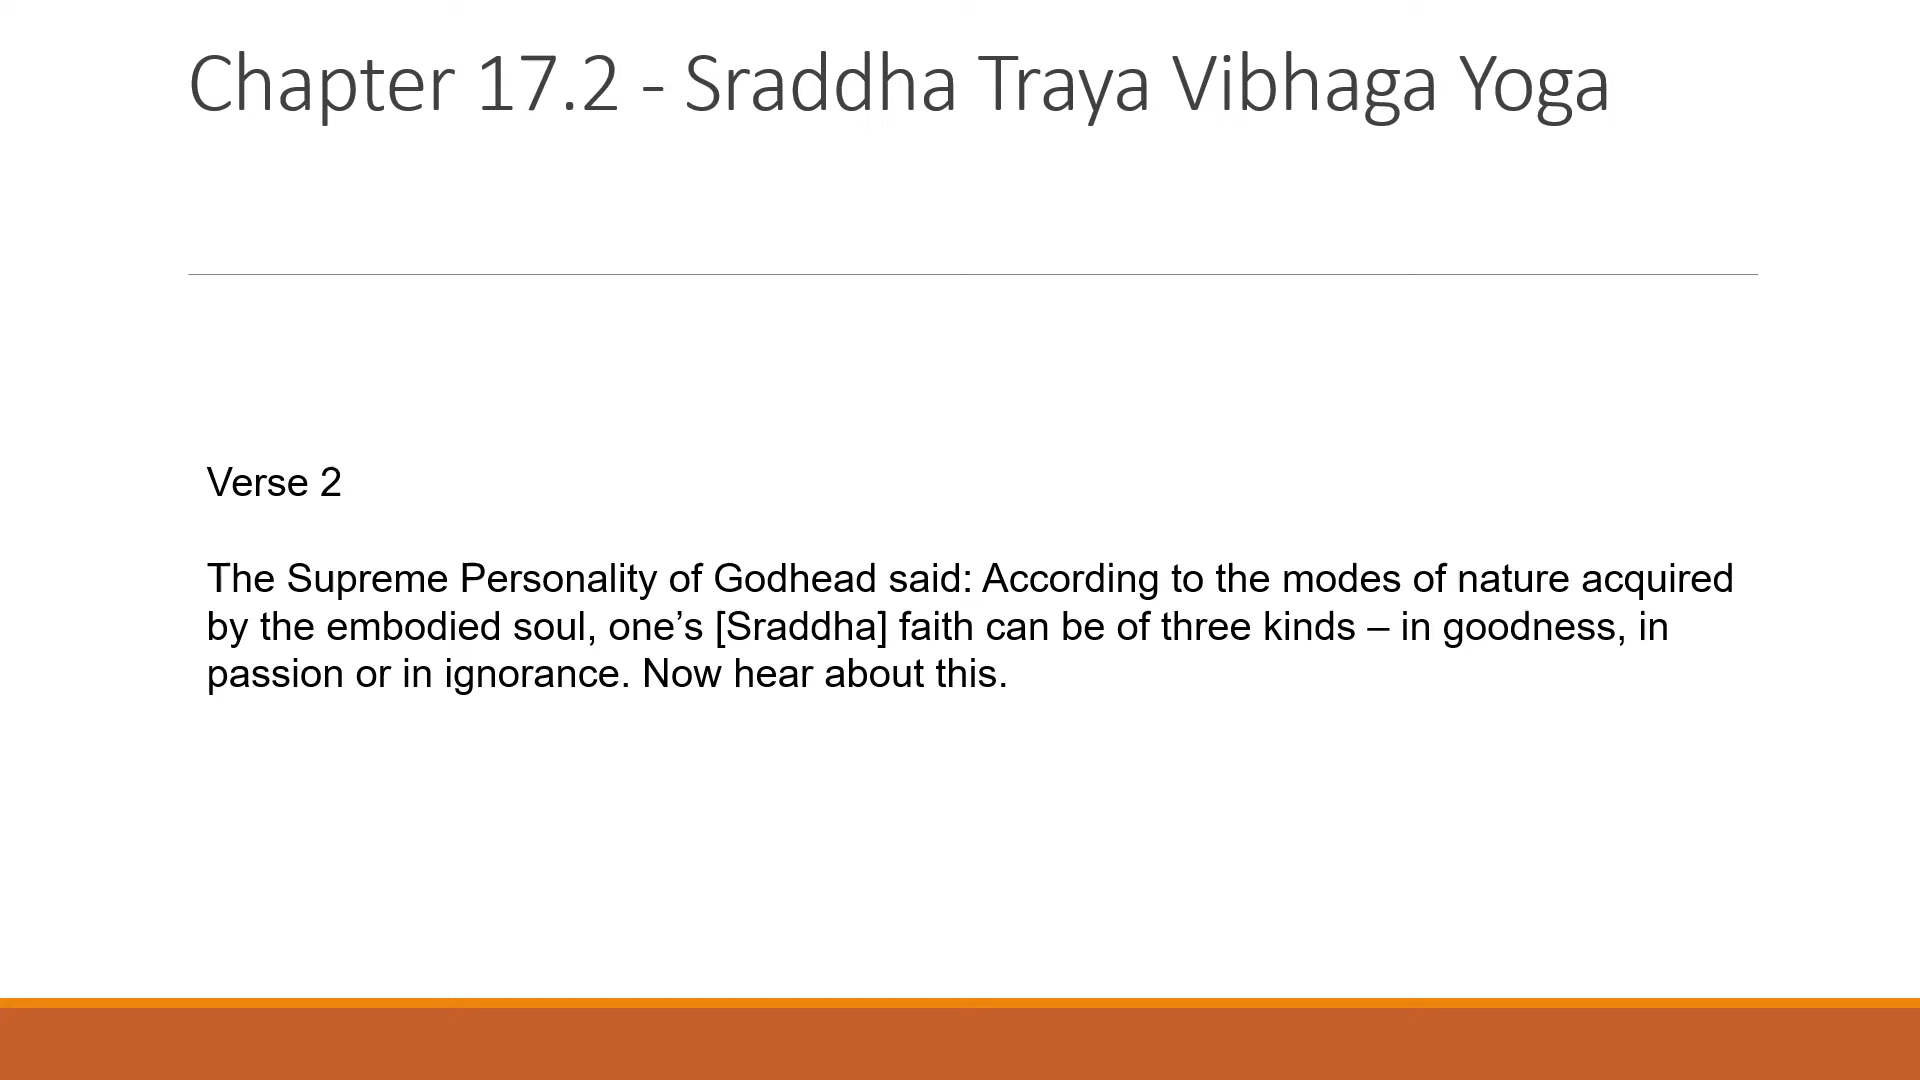 Chapter 17.2 - Sraddha Traya Vibhaga Yoga
Verse 2
The Supreme Personality of Godhead said: According to the modes of nature acquired
by the embodied soul, one’s [Sraddha] faith can be of three kinds – in goodness, in
passion or in ignorance. Now hear about this.